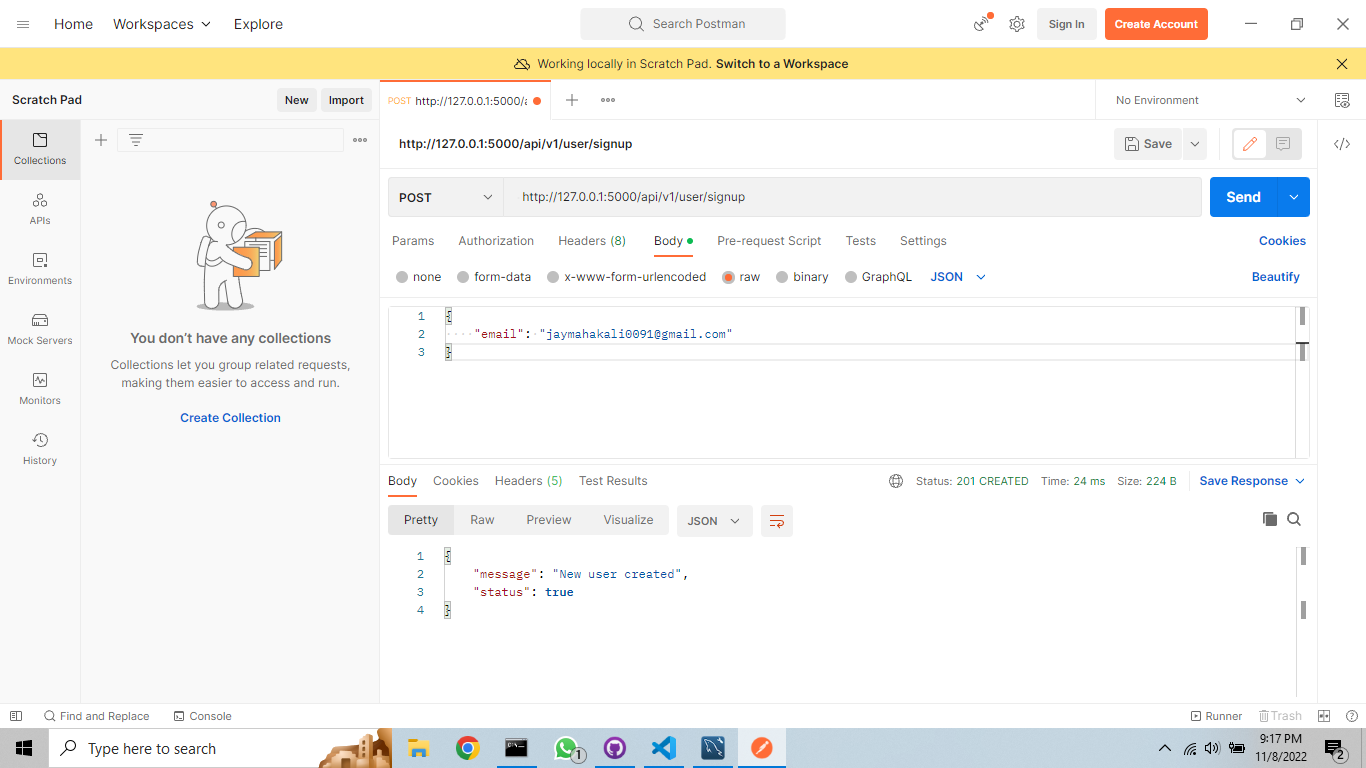 Home Workspaces Explore Search Postman Sign In Create Account
Working locally in Scratch Pad. Switch to a Workspace
Scratch Pad New Import
POST http://127.0.0.1:5000/a
No Environment
Collections
APIs
Environments
Mock Servers
Monitors
History
You don't have any collections
Collections let you group related requests,
making them easier to access and run.
Create Collection
http://127.0.0.1:5000/api/v1/user/signup
Save
POST http://127.0.0.1:5000/api/v1/user/signup Send
Params Authorization Headers (8) Body Pre-request Script Tests Settings Cookies
none form-data x-www-form-urlencoded raw binary GraphQL JSON Beautify
1 {
2 "email": "jaymahakali0091@gmail.com"
3 }
Body Cookies Headers (5) Test Results Status: 201 CREATED Time: 24 ms Size: 224 B Save Response
Pretty Raw Preview Visualize JSON
1 {
2 "message": "New user created",
3 "status": true
4 }
Find and Replace Console Runner Trash
Type here to search
1
9:17 PM
11/8/2022
2